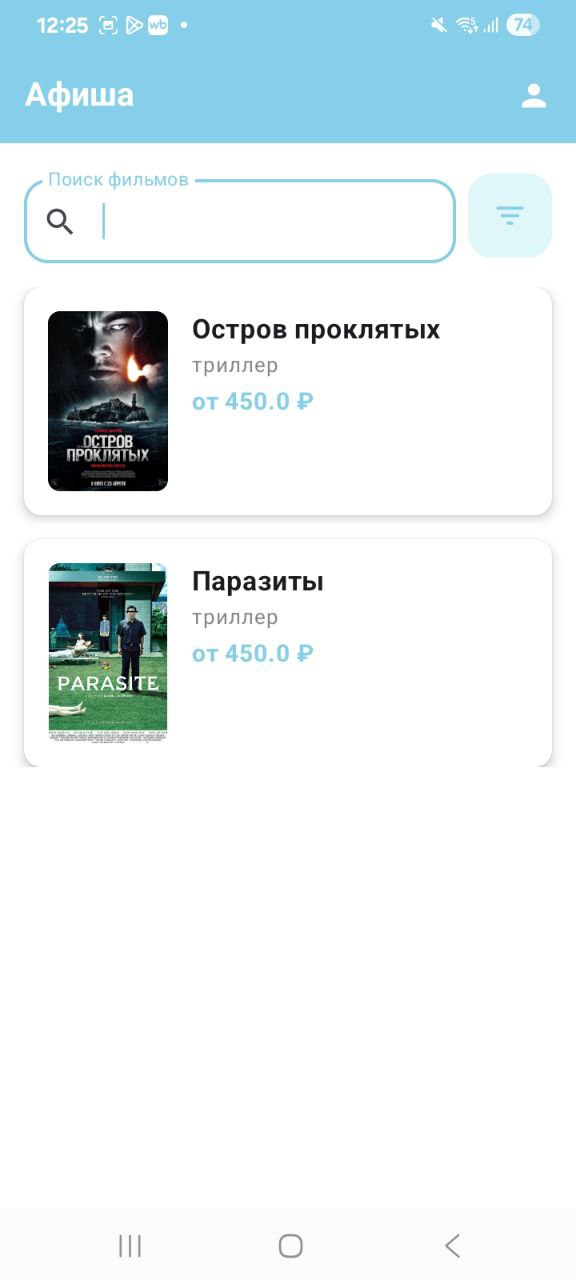 12:25 wb 74
Афиша
Поиск фильмов
Остров проклятых
триллер
от 450.0 ₽
ОСТРОВ
ПРОКЛЯТЫХ
Паразиты
триллер
от 450.0 ₽
PARASITE